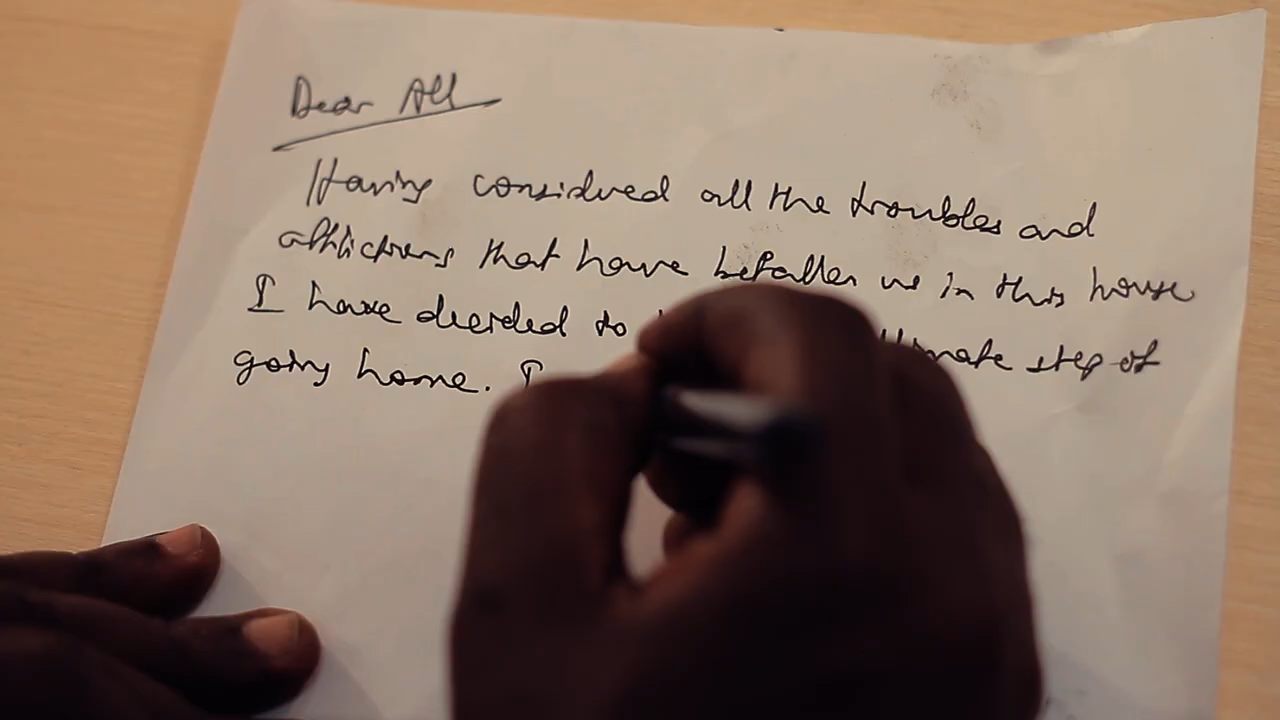 Dear All
Having considered all the troubles and
afflictions that have befallen us in this house
I have decided to step of
going home. I